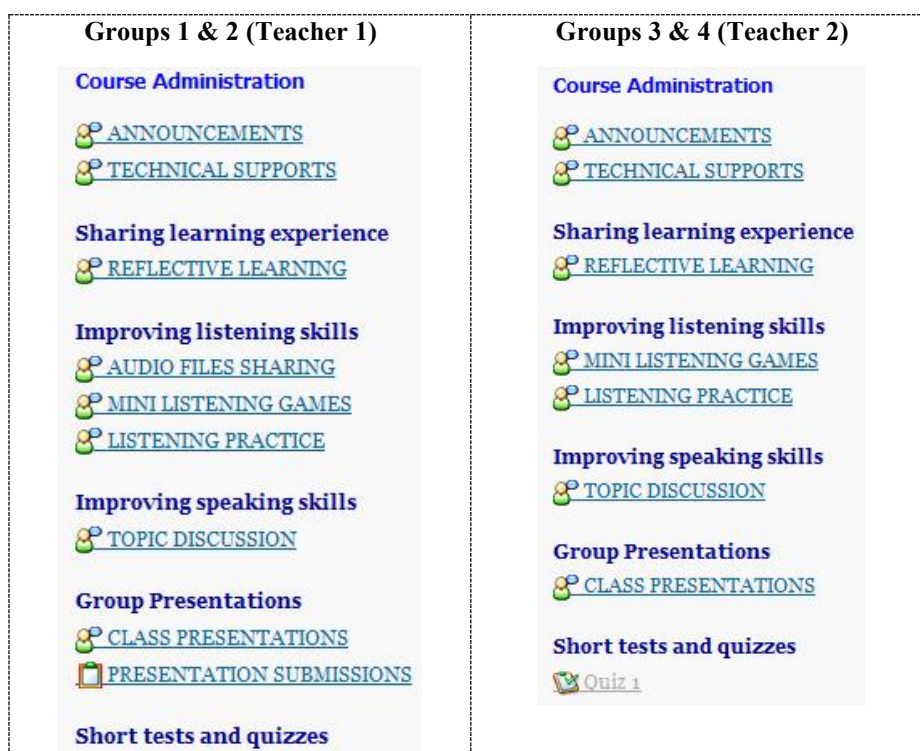 Groups 1 & 2 (Teacher 1)
Course Administration
ANNOUNCEMENTS
TECHNICAL SUPPORTS
Sharing learning experience
REFLECTIVE LEARNING
Improving listening skills
AUDIO FILES SHARING
MINI LISTENING GAMES
LISTENING PRACTICE
Improving speaking skills
TOPIC DISCUSSION
Group Presentations
CLASS PRESENTATIONS
PRESENTATION SUBMISSIONS
Short tests and quizzes
Groups 3 & 4 (Teacher 2)
Course Administration
ANNOUNCEMENTS
TECHNICAL SUPPORTS
Sharing learning experience
REFLECTIVE LEARNING
Improving listening skills
MINI LISTENING GAMES
LISTENING PRACTICE
Improving speaking skills
TOPIC DISCUSSION
Group Presentations
CLASS PRESENTATIONS
Short tests and quizzes
Quiz 1